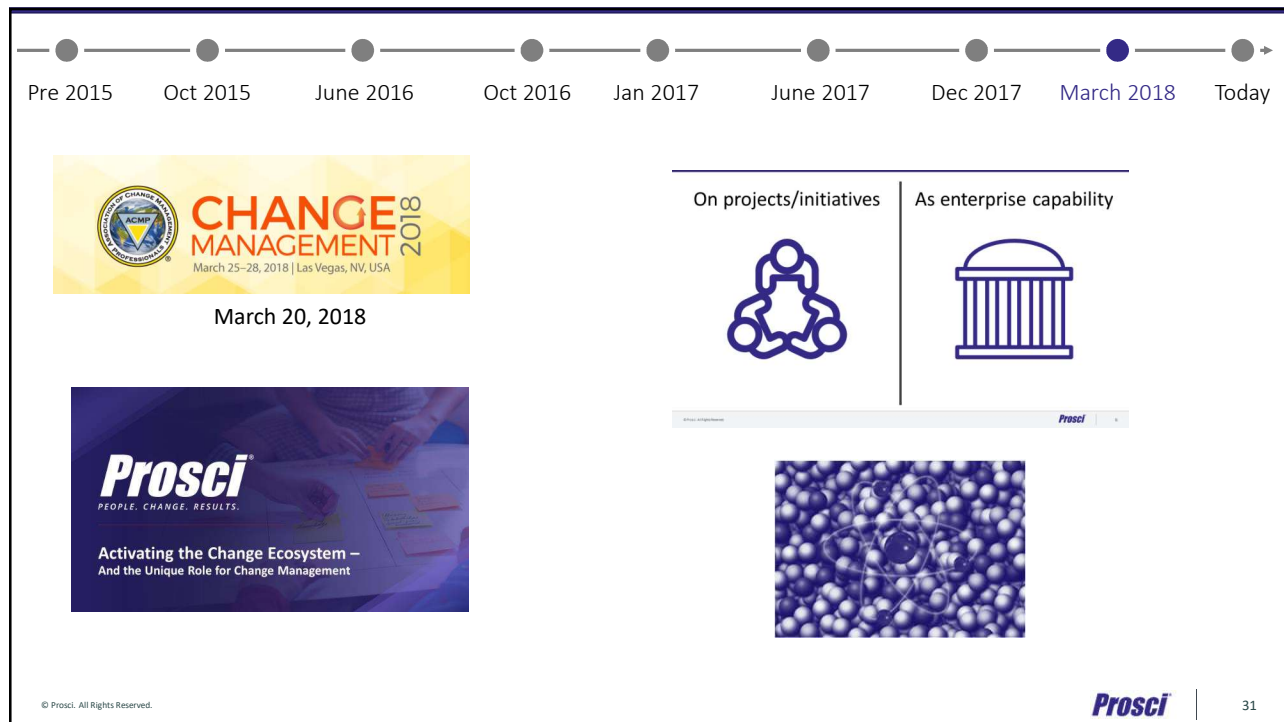 Pre 2015
Oct 2015
June 2016
Oct 2016
Jan 2017
June 2017
Dec 2017
March 2018
Today
ASSOCIATION OF CHANGE MANAGEMENT PROFESSIONALS
ACMP
®
CHANGE
MANAGEMENT
2018
March 25–28, 2018 | Las Vegas, NV, USA
March 20, 2018
Prosci®
PEOPLE. CHANGE. RESULTS.
Activating the Change Ecosystem –
And the Unique Role for Change Management
On projects/initiatives
As enterprise capability
Prosci
© Prosci. All Rights Reserved.
Prosci
31